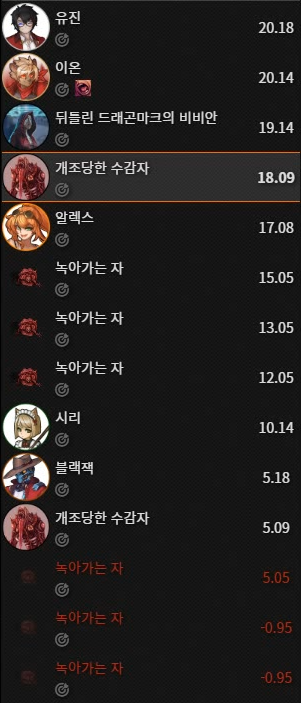 유진
20.18
이온
20.14
뒤틀린 드래곤마크의 비비안
19.14
개조당한 수감자
18.09
알렉스
17.08
녹아가는 자
15.05
녹아가는 자
13.05
녹아가는 자
12.05
시리
10.14
블랙잭
5.18
개조당한 수감자
5.09
녹아가는 자
5.05
녹아가는 자
-0.95
녹아가는 자
-0.95